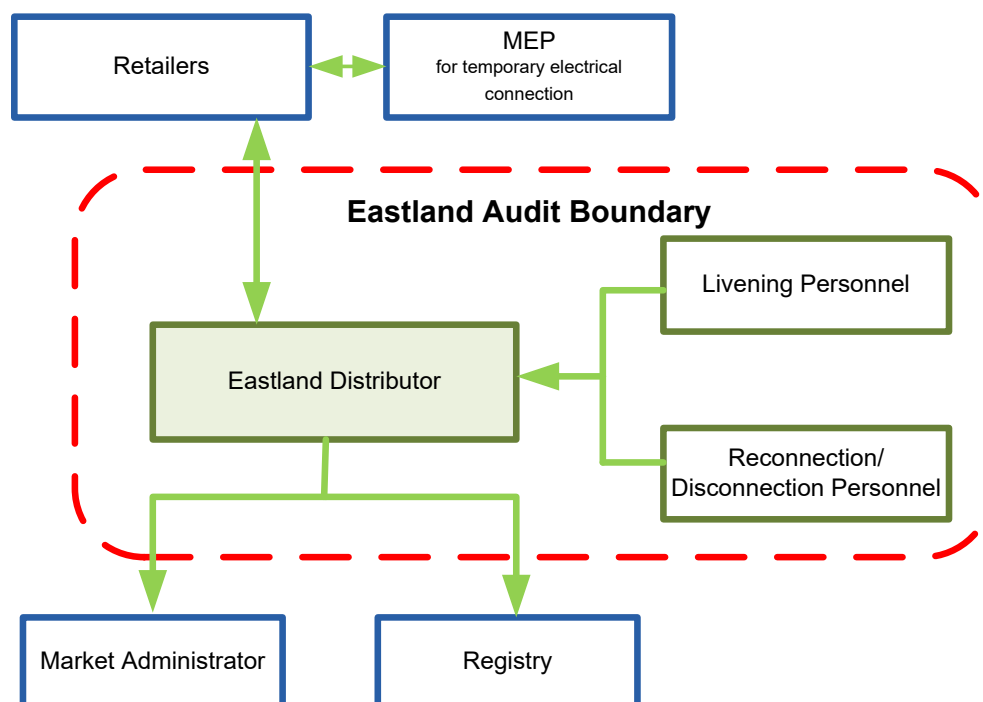 Retailers
MEP
for temporary electrical
connection
Eastland Audit Boundary
Livening Personnel
Eastland Distributor
Reconnection/
Disconnection Personnel
Market Administrator
Registry